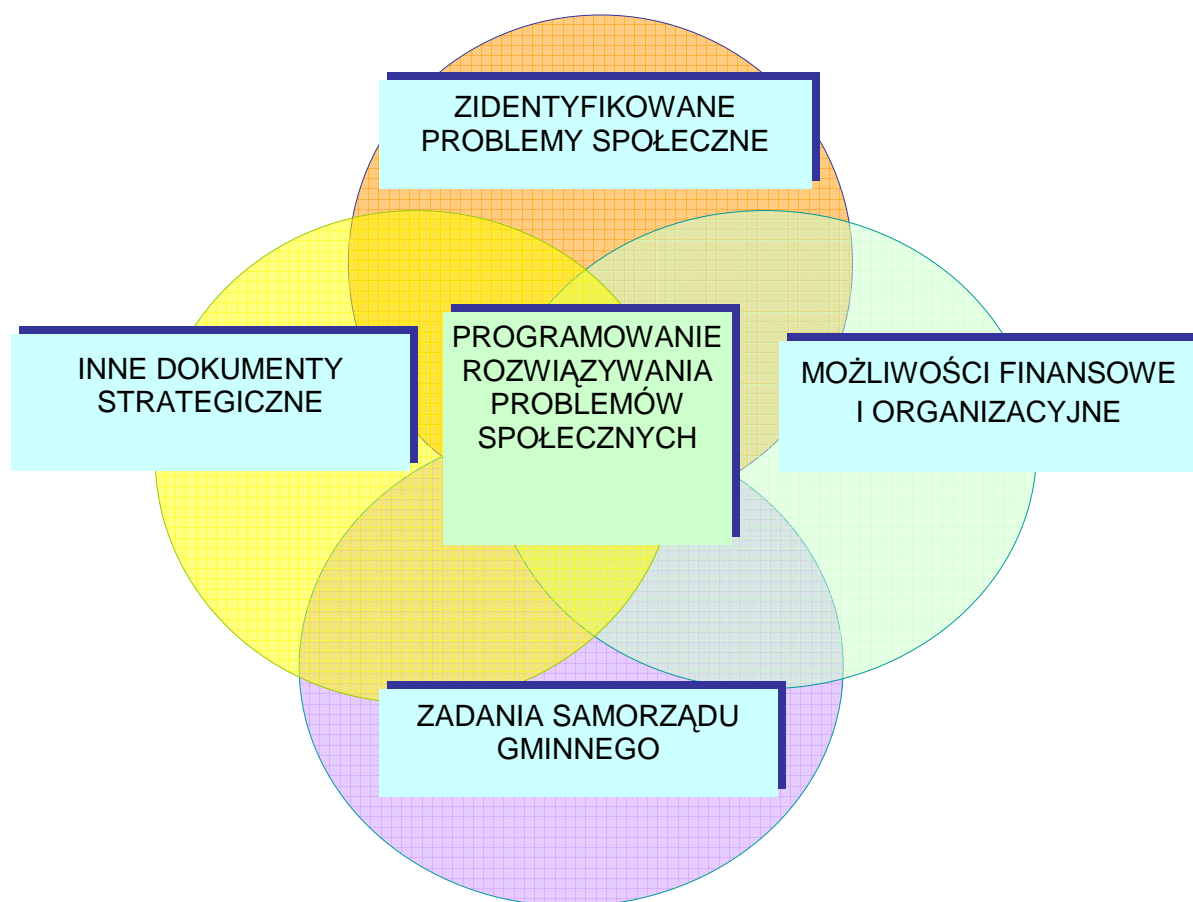 ZIDENTYFIKOWANE
PROBLEMY SPOŁECZNE
INNE DOKUMENTY
STRATEGICZNE
PROGRAMOWANIE
ROZWIĄZYWANIA
PROBLEMÓW
SPOŁECZNYCH
MOŻLIWOŚCI FINANSOWE
I ORGANIZACYJNE
ZADANIA SAMORZĄDU
GMINNEGO